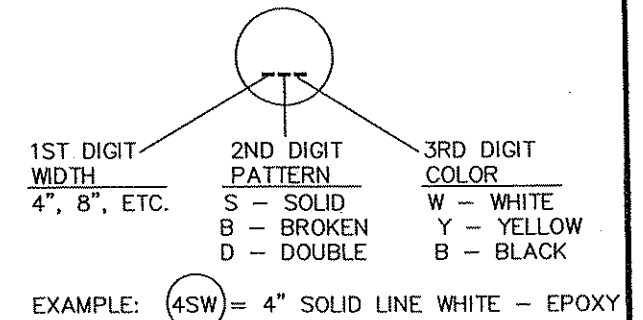 1ST DIGIT 2ND DIGIT 3RD DIGIT
WIDTH PATTERN COLOR
4", 8", ETC. S – SOLID W – WHITE
B – BROKEN Y – YELLOW
D – DOUBLE B – BLACK
EXAMPLE: 4SW = 4" SOLID LINE WHITE – EPOXY